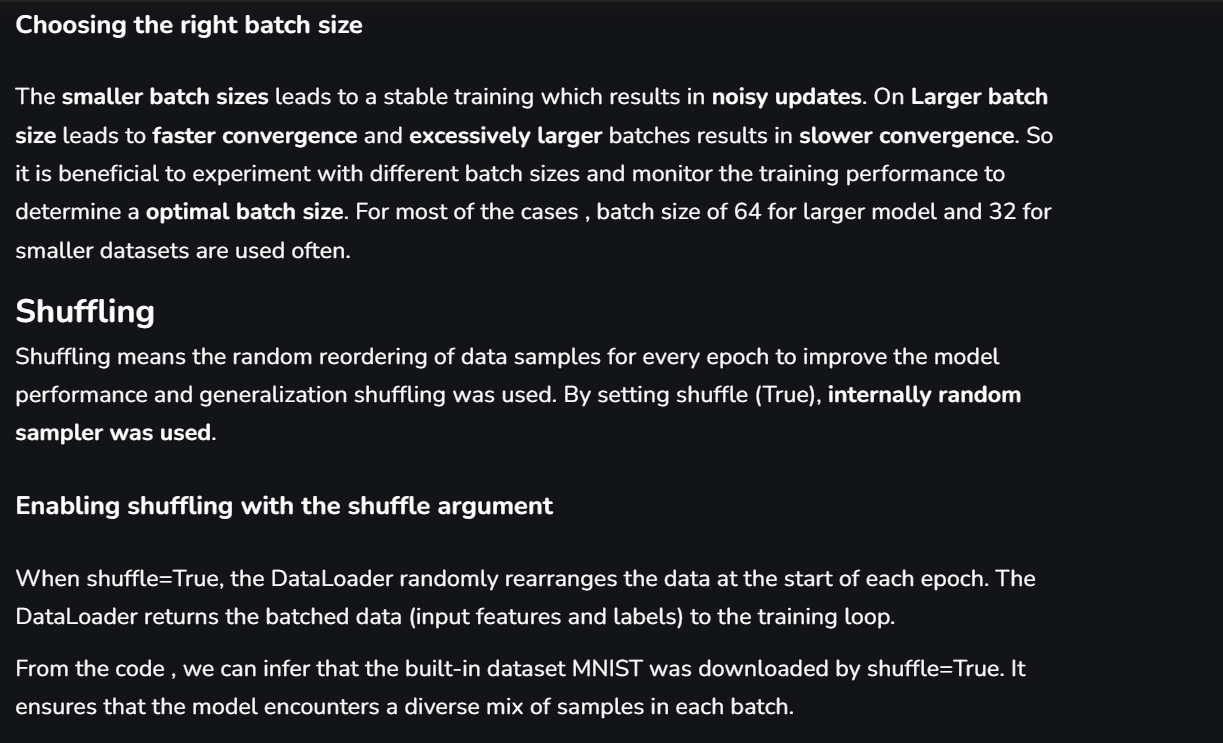 Choosing the right batch size
The smaller batch sizes leads to a stable training which results in noisy updates. On Larger batch
size leads to faster convergence and excessively larger batches results in slower convergence. So
it is beneficial to experiment with different batch sizes and monitor the training performance to
determine a optimal batch size. For most of the cases , batch size of 64 for larger model and 32 for
smaller datasets are used often.
Shuffling
Shuffling means the random reordering of data samples for every epoch to improve the model
performance and generalization shuffling was used. By setting shuffle (True), internally random
sampler was used.
Enabling shuffling with the shuffle argument
When shuffle=True, the DataLoader randomly rearranges the data at the start of each epoch. The
DataLoader returns the batched data (input features and labels) to the training loop.
From the code , we can infer that the built-in dataset MNIST was downloaded by shuffle=True. It
ensures that the model encounters a diverse mix of samples in each batch.